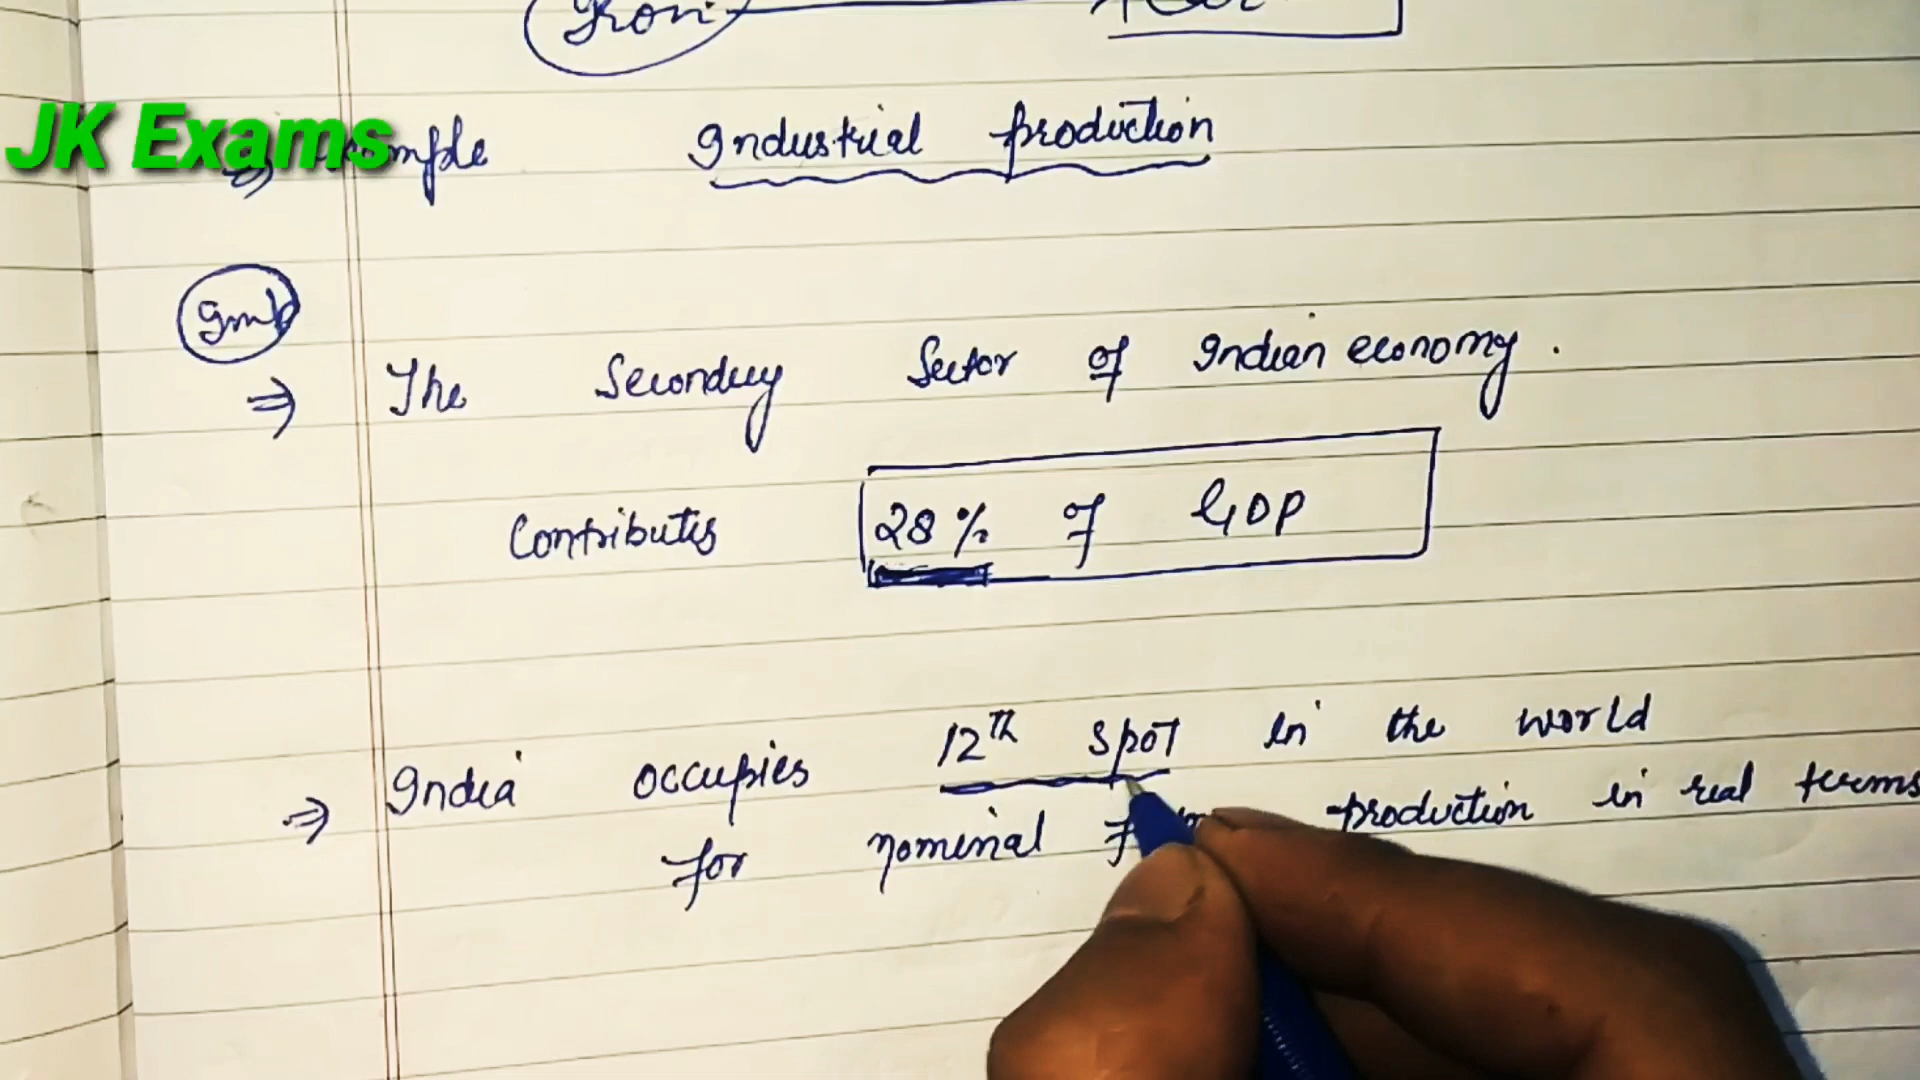 Iron
JK Exams
⇒ Industrial production
Imp
⇒ The Secondry Sector of Indian economy.
Contributes 28% of GDP
⇒ India occupies 12th spot in the world
for nominal production in real terms